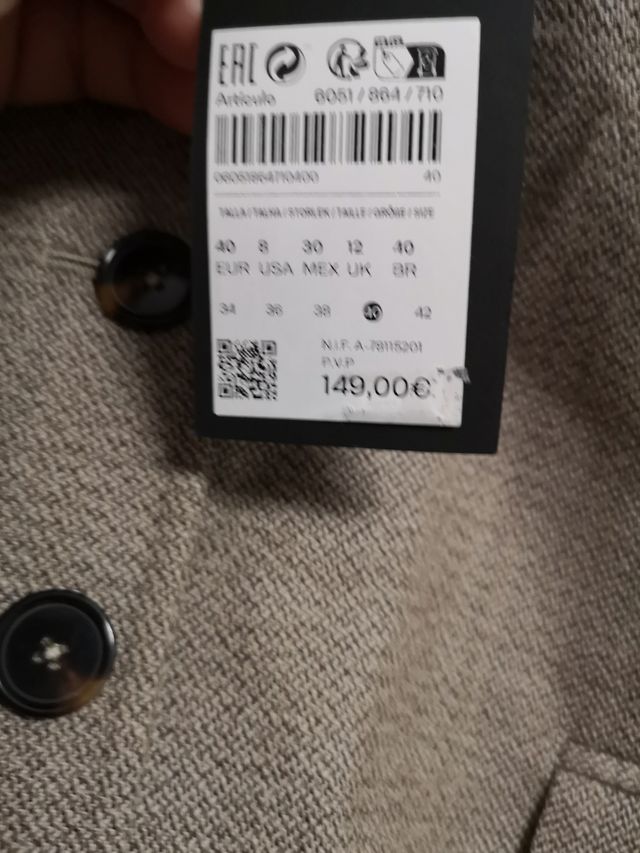 EAC
Artículo 6051 / 864 / 710
06051864710400 40
TALLA / TALHA / STORLEK / TAILLE / GRÖßE / SIZE
40 8 30 12 40
EUR USA MEX UK BR
34 36 38 40 42
N.I.F. A-78115201
P.V.P
149,00€